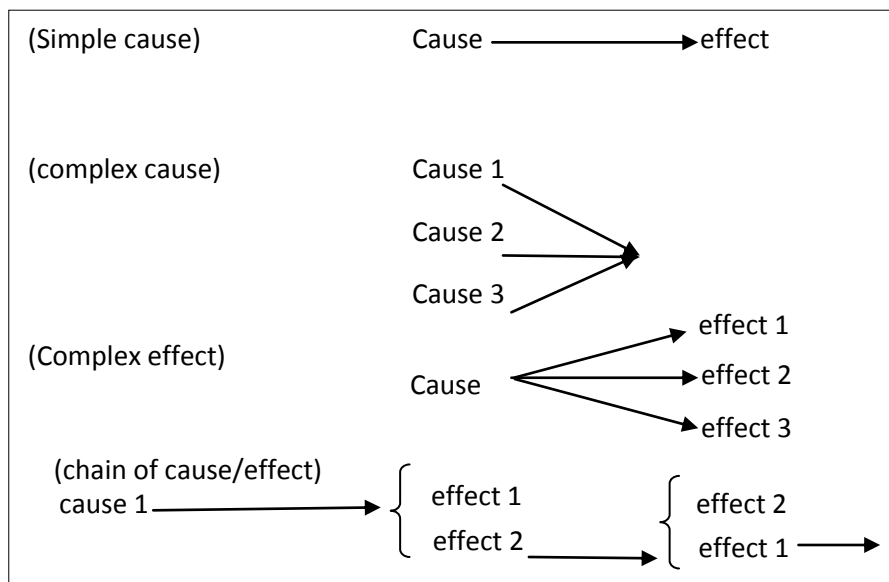 (Simple cause) Cause effect
(complex cause) Cause 1
Cause 2
Cause 3
(Complex effect) Cause
effect 1
effect 2
effect 3
(chain of cause/effect)
cause 1
effect 1
effect 2
effect 2
effect 1